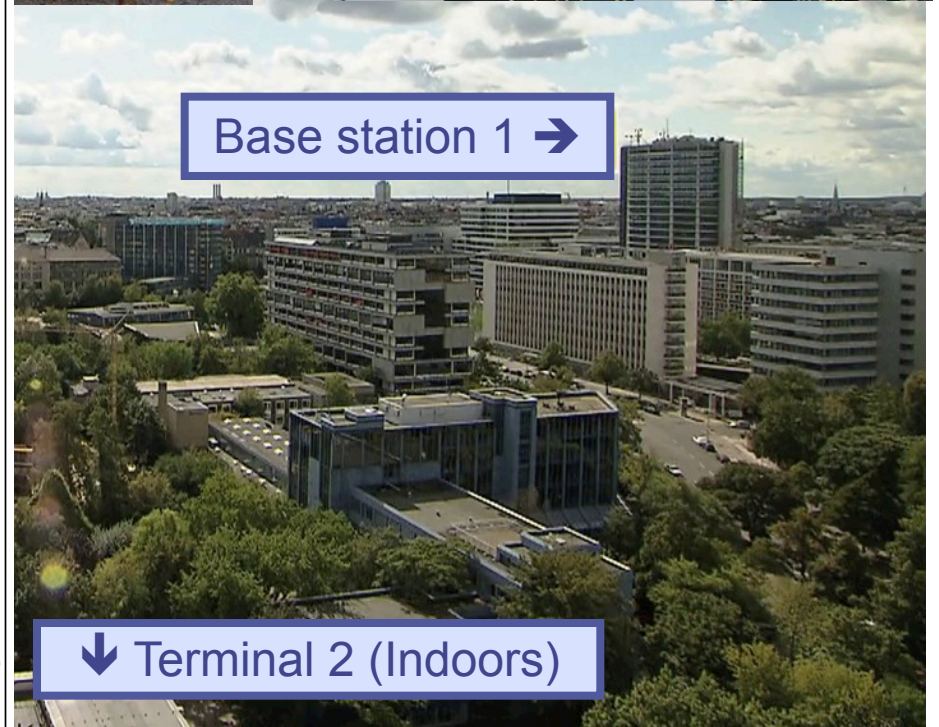 Base station 1 →
↓ Terminal 2 (Indoors)